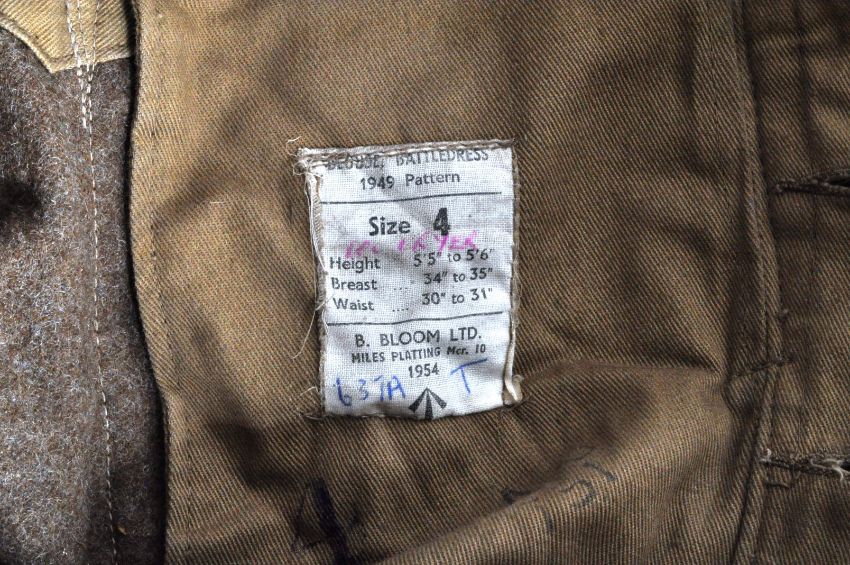 BLOUSE, BATTLEDRESS
1949 Pattern
Size 4
Height 5'5" to 5'6"
Breast .... 34" to 35"
Waist .... 30" to 31"
B. BLOOM LTD.
MILES PLATTING Mcr. 10
1954
637A T